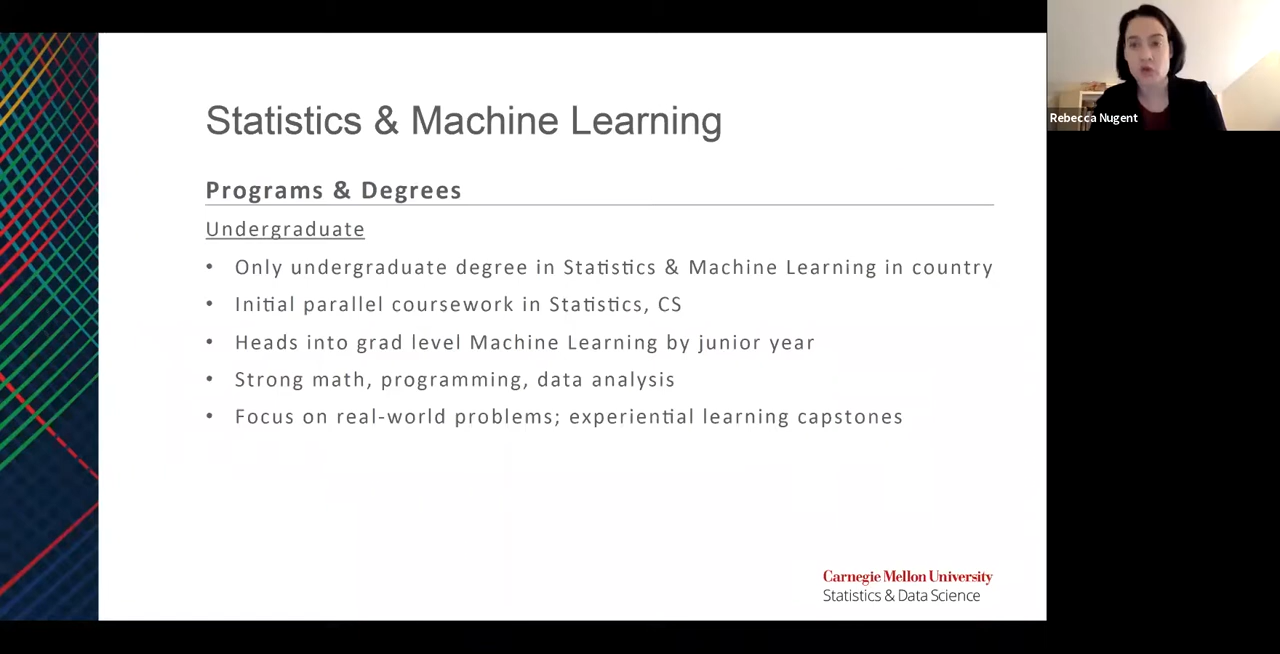 Statistics & Machine Learning
Programs & Degrees
Undergraduate
• Only undergraduate degree in Statistics & Machine Learning in country
• Initial parallel coursework in Statistics, CS
• Heads into grad level Machine Learning by junior year
• Strong math, programming, data analysis
• Focus on real-world problems; experiential learning capstones
Carnegie Mellon University
Statistics & Data Science
Rebecca Nugent